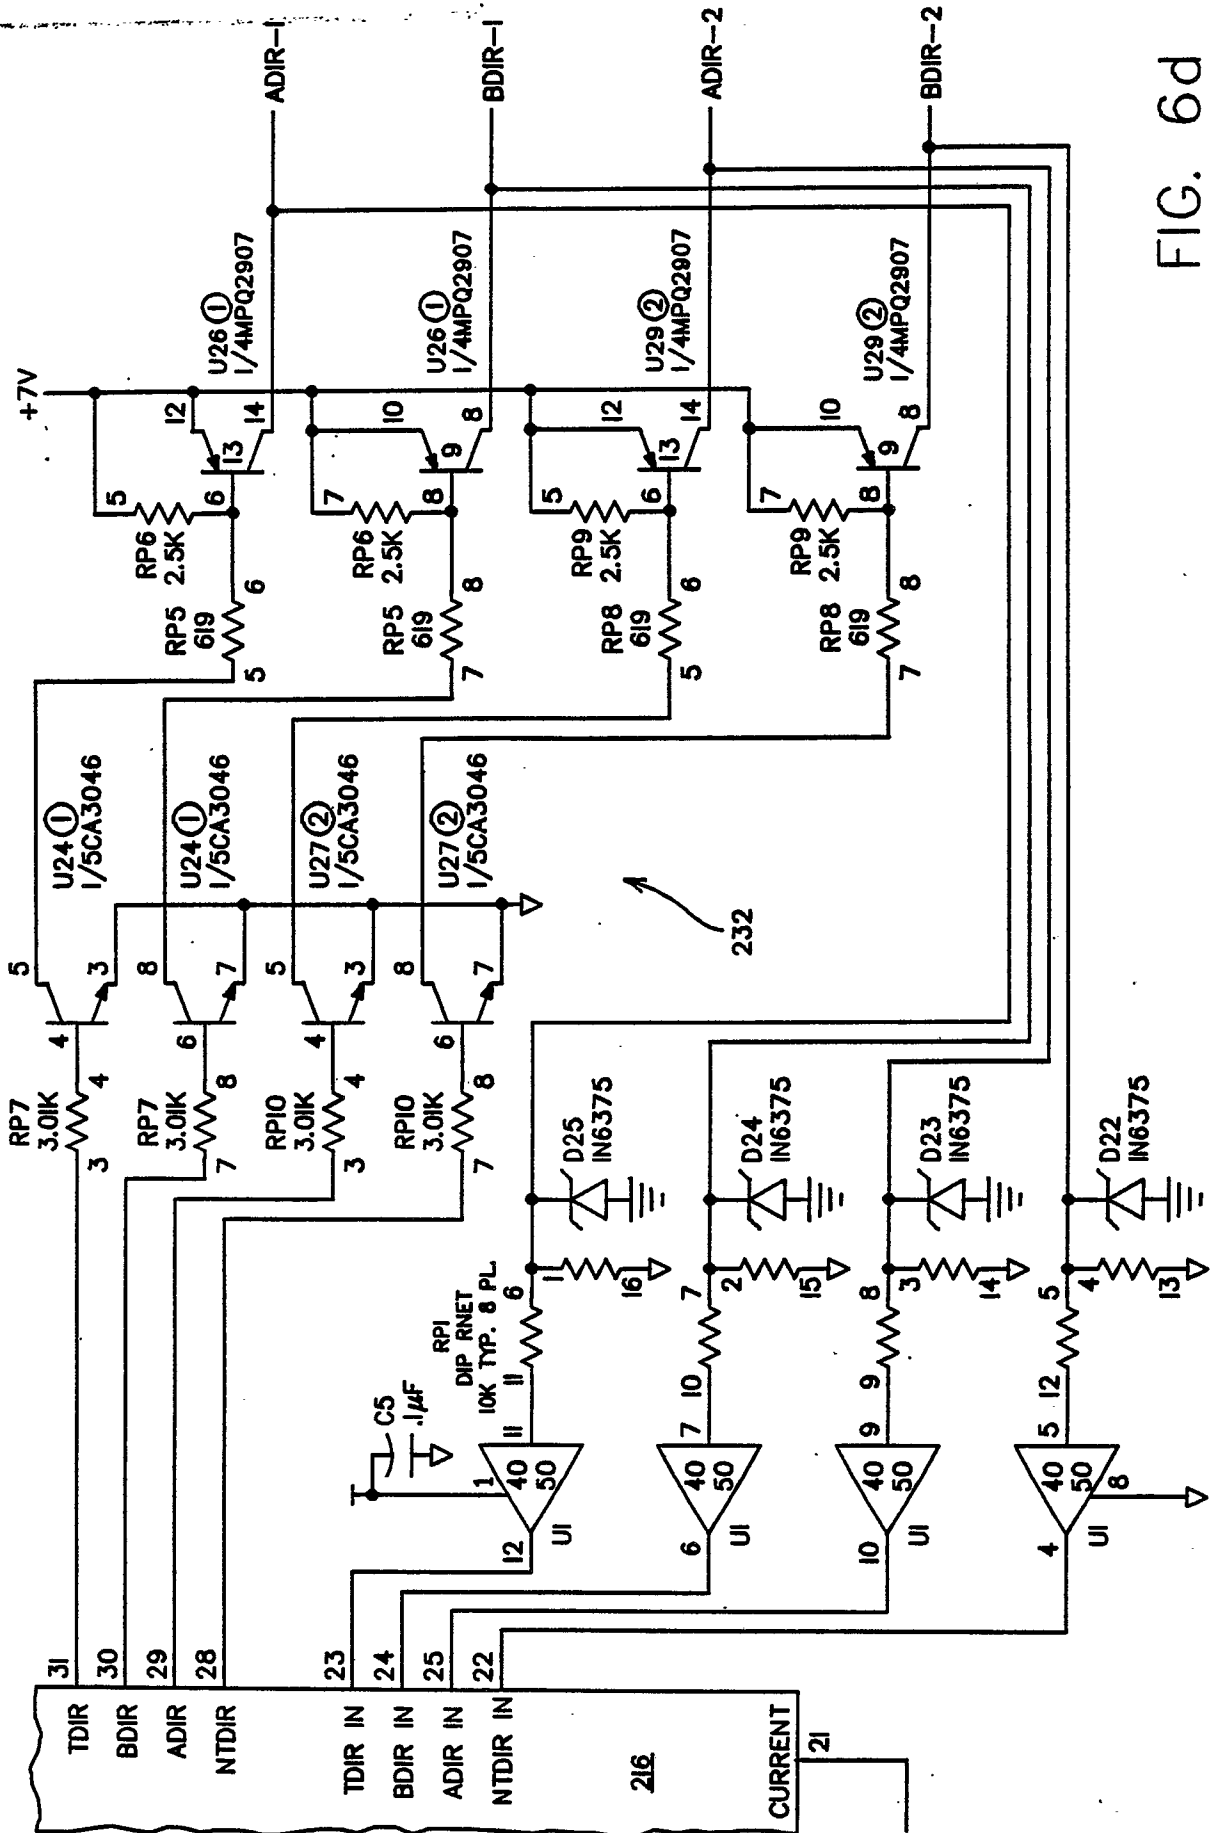 FIG. 6d
+7V
ADIR-1
BDIR-1
ADIR-2
BDIR-2
U26 ①
1/4MPQ2907
12
13
14
5
6
RP6
2.5K
RP5
619
6
5
U26 ①
1/4MPQ2907
10
9
8
7
8
RP6
2.5K
RP5
619
8
7
U29 ②
1/4MPQ2907
12
13
14
5
6
RP9
2.5K
RP8
619
6
5
U29 ②
1/4MPQ2907
10
9
8
7
8
RP9
2.5K
RP8
619
8
7
U24 ①
1/5CA3046
5
3
4
RP7
3.01K
4
3
U24 ①
1/5CA3046
8
7
6
RP7
3.01K
8
7
U27 ②
1/5CA3046
5
3
4
RP10
3.01K
4
3
U27 ②
1/5CA3046
8
7
6
RP10
3.01K
8
7
232
D25
IN6375
D24
IN6375
D23
IN6375
D22
IN6375
RP1
DIP RNET
10K TYP. 8 PL.
C5
.1µF
6
1
16
11
11
1
40
50
U1
12
7
2
15
10
7
40
50
U1
6
8
3
14
9
9
40
50
U1
10
5
4
13
12
5
40
50
8
U1
4
31
TDIR
30
BDIR
29
ADIR
28
NTDIR
23
TDIR IN
24
BDIR IN
25
ADIR IN
22
NTDIR IN
216
CURRENT
21